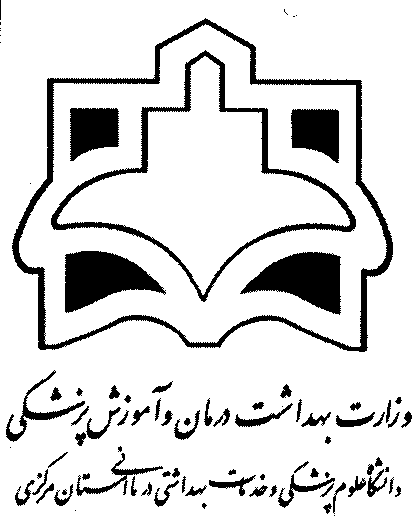 وزارت بهداشت درمان و آموزش پزشکی
دانشگاه علوم پزشکی و خدمات بهداشتی درمانی استان مرکزی